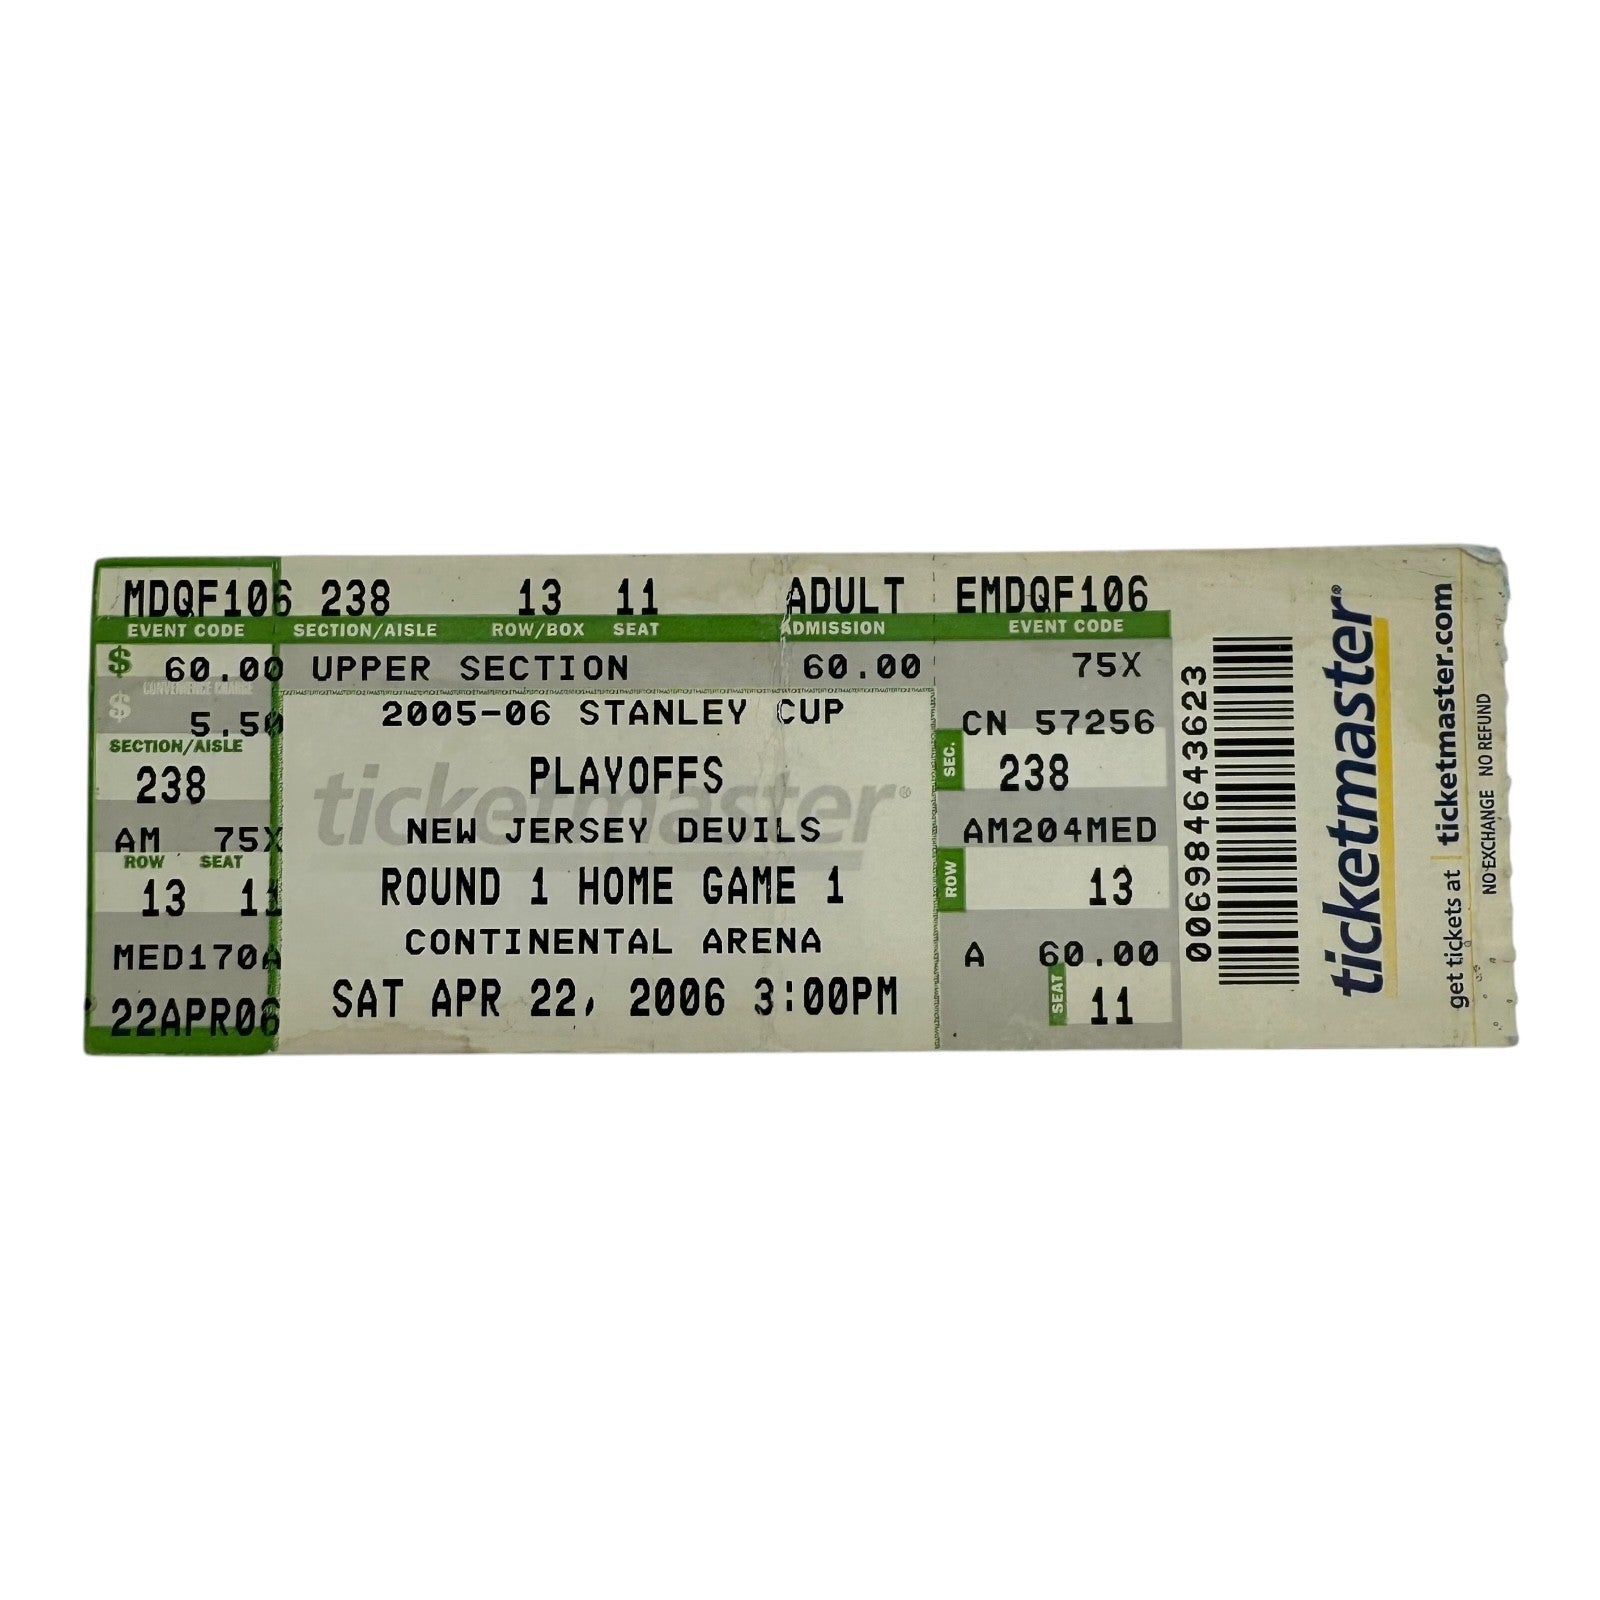 MDQF106 238 13 11 ADULT EMDQF106
EVENT CODE SECTION/AISLE ROW/BOX SEAT ADMISSION EVENT CODE
$ 60.00 UPPER SECTION 60.00 75X
CONVENIENCE CHARGE
$ 5.50
SECTION/AISLE
238
AM 75X
ROW SEAT
13 11
MED170A
22APR06
2005-06 STANLEY CUP
PLAYOFFS
ticketmaster®
NEW JERSEY DEVILS
ROUND 1 HOME GAME 1
CONTINENTAL ARENA
SAT APR 22, 2006 3:00PM
CN 57256
SEC. 238
AM204MED
ROW 13
A 60.00
SEAT 11
006984643623
ticketmaster®
get tickets at ticketmaster.com
NO EXCHANGE NO REFUND